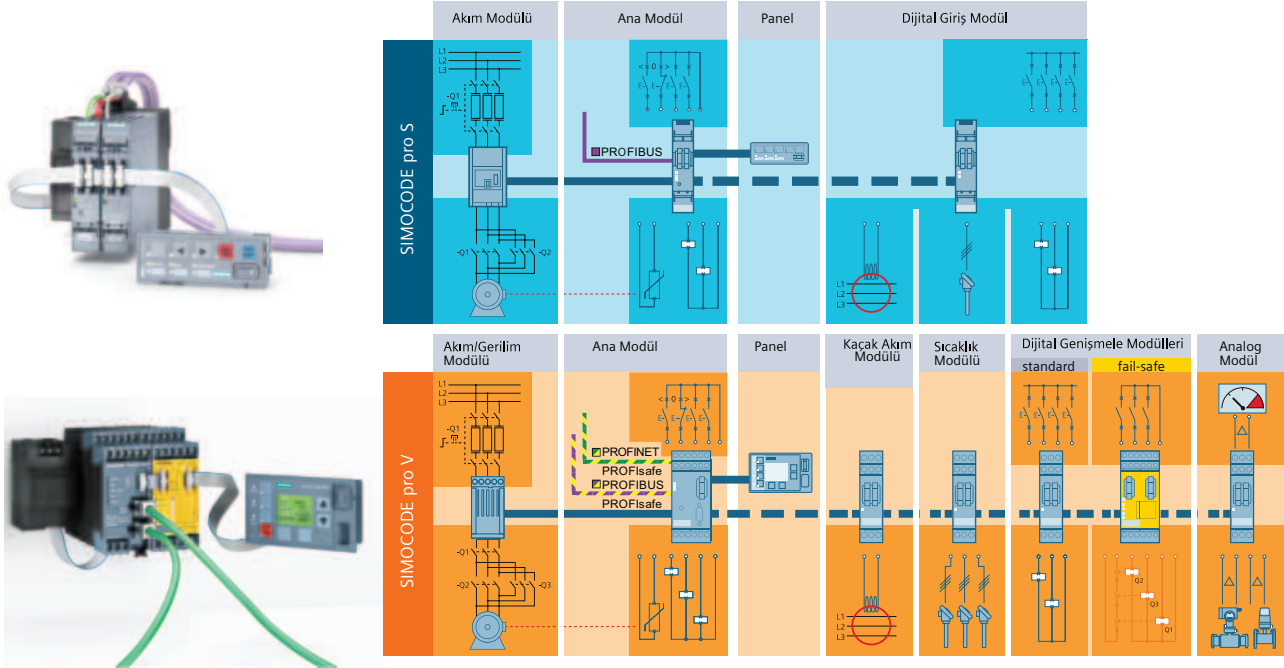 Akım Modülü
Ana Modül
Panel
Dijital Giriş Modül
SIMOCODE pro S
L1
L2
L3
-Q1
< O >
E- E- E- E-
E- E- E- E-
PROFIBUS
-Q1
-Q2
L1
L2
L3
Akım/Gerilim
Modülü
Ana Modül
Panel
Kaçak Akım
Modülü
Sıcaklık
Modülü
Dijital Genişmele Modülleri
standard
fail-safe
Analog
Modül
SIMOCODE pro V
L1
L2
L3
-Q1
< O >
E- E- E- E-
E- E- E- E-
PROFINET
PROFIsafe
PROFIBUS
PROFIsafe
-Q1
-Q2
-Q3
L1
L2
L3
Q2
Q3
Q1